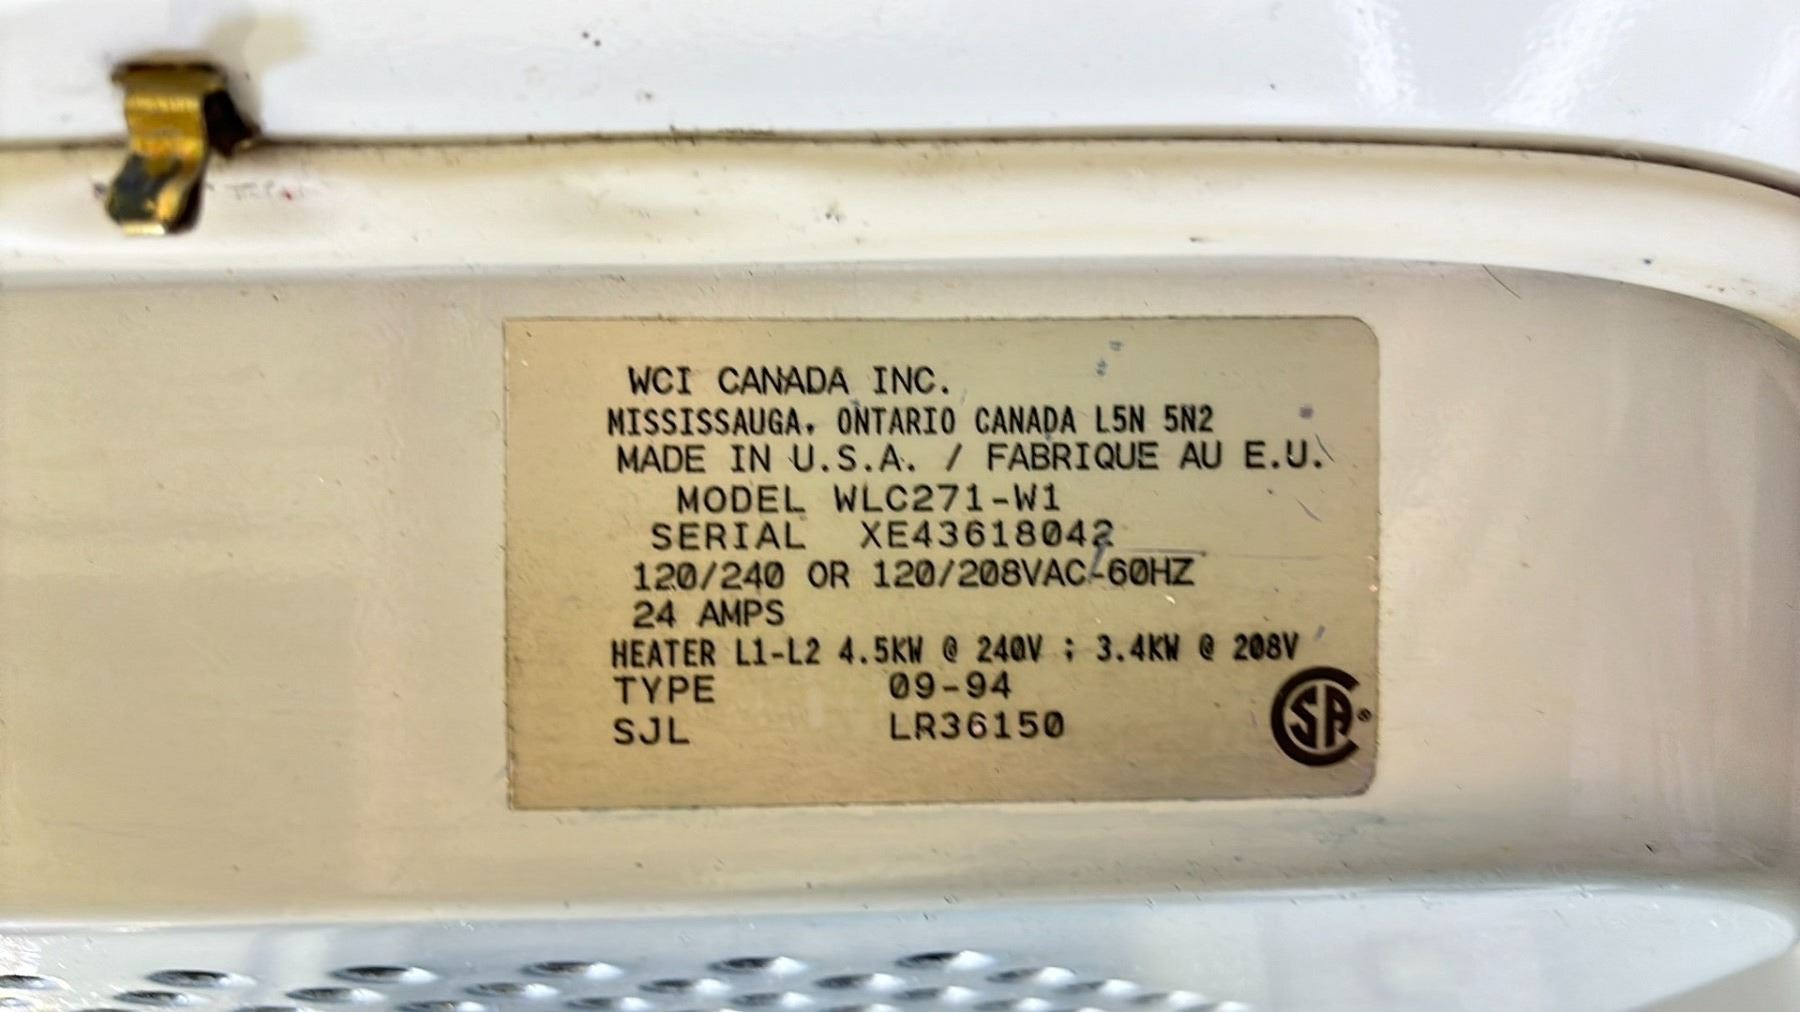 WCI CANADA INC.
MISSISSAUGA, ONTARIO CANADA L5N 5N2
MADE IN U.S.A. / FABRIQUE AU E.U.
MODEL WLC271-W1
SERIAL XE43618042
120/240 OR 120/208VAC-60HZ
24 AMPS
HEATER L1-L2 4.5KW @ 240V ; 3.4KW @ 208V
TYPE 09-94
SJL LR36150
CSA®